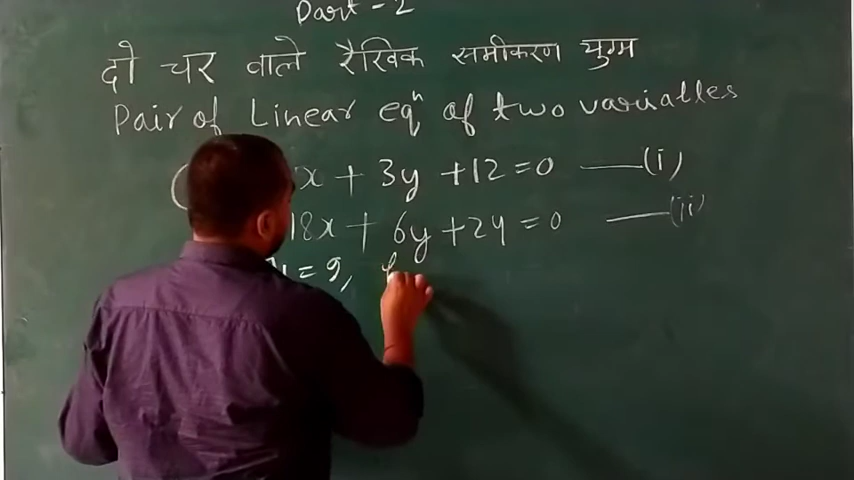 Part - 2
दो चर वाले रैखिक समीकरण युग्म
Pair of Linear eqⁿ of two variables
x + 3y + 12 = 0 —(i)
18x + 6y + 24 = 0 —(ii)
= 9,